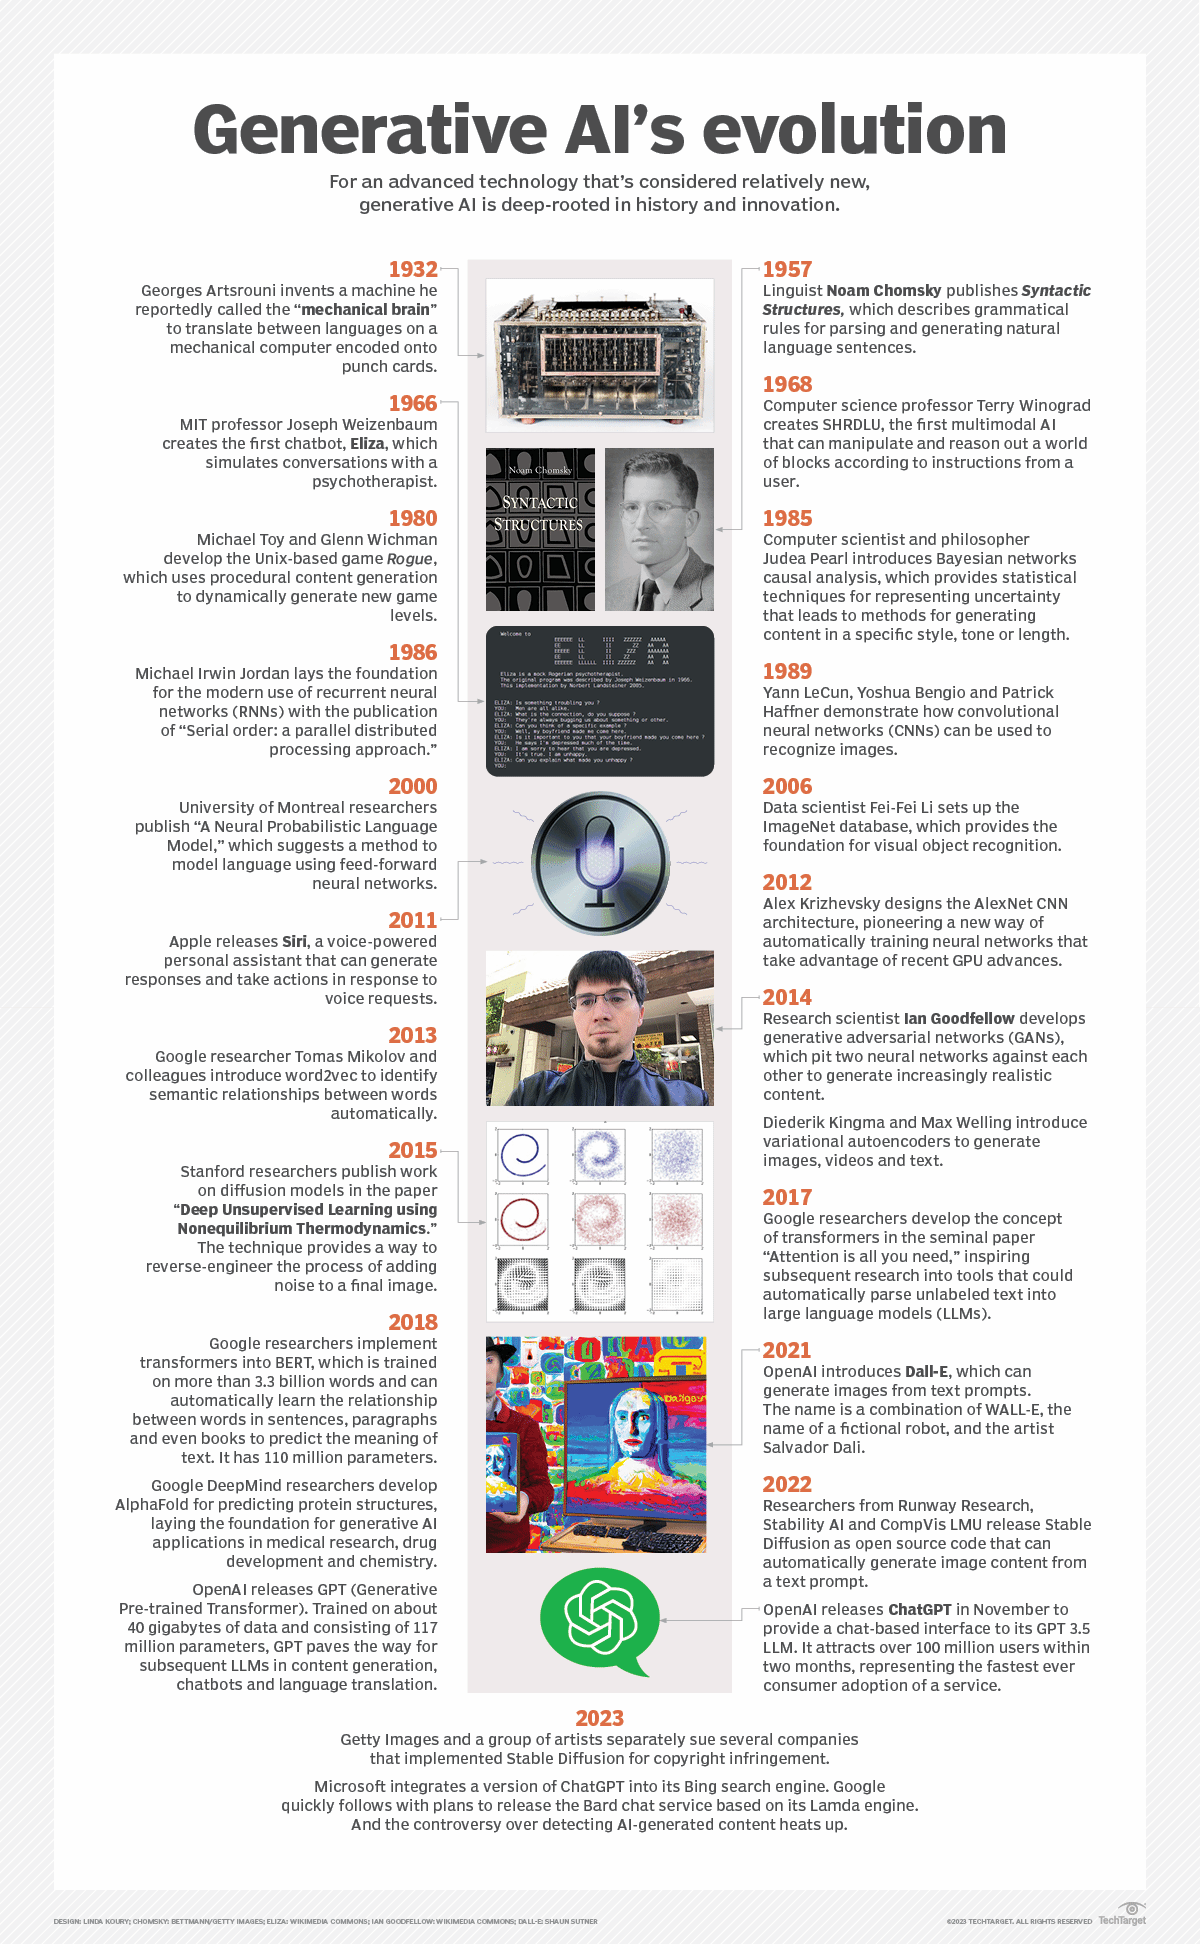 Generative AI's evolution
For an advanced technology that's considered relatively new,
generative AI is deep-rooted in history and innovation.
1932
Georges Artsrouni invents a machine he
reportedly called the “mechanical brain”
to translate between languages on a
mechanical computer encoded onto
punch cards.
1957
Linguist Noam Chomsky publishes Syntactic
Structures, which describes grammatical
rules for parsing and generating natural
language sentences.
1966
MIT professor Joseph Weizenbaum
creates the first chatbot, Eliza, which
simulates conversations with a
psychotherapist.
1968
Computer science professor Terry Winograd
creates SHRDLU, the first multimodal AI
that can manipulate and reason out a world
of blocks according to instructions from a
user.
Noam Chomsky
SYNTACTIC
STRUCTURES
1980
Michael Toy and Glenn Wichman
develop the Unix-based game Rogue,
which uses procedural content generation
to dynamically generate new game
levels.
1985
Computer scientist and philosopher
Judea Pearl introduces Bayesian networks
causal analysis, which provides statistical
techniques for representing uncertainty
that leads to methods for generating
content in a specific style, tone or length.
1986
Michael Irwin Jordan lays the foundation
for the modern use of recurrent neural
networks (RNNs) with the publication
of “Serial order: a parallel distributed
processing approach.”
Welcome to
ELIZA
Eliza is a mock Rogerian psychotherapist.
The original program was described by Joseph Weizenbaum in 1966.
This implementation by Norbert Landsteiner 2005.
ELIZA: Is something troubling you ?
YOU: Men are all alike.
ELIZA: What is the connection, do you suppose ?
YOU: They're always bugging us about something or other.
ELIZA: Can you think of a specific example ?
YOU: Well, my boyfriend made me come here.
ELIZA: Is it important to you that your boyfriend made you come here ?
YOU: he says I'm depressed much of the time.
ELIZA: I am sorry to hear that you are depressed.
YOU: It's true. I am unhappy.
ELIZA: Can you explain what made you unhappy ?
YOU:
1989
Yann LeCun, Yoshua Bengio and Patrick
Haffner demonstrate how convolutional
neural networks (CNNs) can be used to
recognize images.
2000
University of Montreal researchers
publish “A Neural Probabilistic Language
Model,” which suggests a method to
model language using feed-forward
neural networks.
2006
Data scientist Fei-Fei Li sets up the
ImageNet database, which provides the
foundation for visual object recognition.
2011
Apple releases Siri, a voice-powered
personal assistant that can generate
responses and take actions in response to
voice requests.
2012
Alex Krizhevsky designs the AlexNet CNN
architecture, pioneering a new way of
automatically training neural networks that
take advantage of recent GPU advances.
2013
Google researcher Tomas Mikolov and
colleagues introduce word2vec to identify
semantic relationships between words
automatically.
2014
Research scientist Ian Goodfellow develops
generative adversarial networks (GANs),
which pit two neural networks against each
other to generate increasingly realistic
content.
Diederik Kingma and Max Welling introduce
variational autoencoders to generate
images, videos and text.
2015
Stanford researchers publish work
on diffusion models in the paper
“Deep Unsupervised Learning using
Nonequilibrium Thermodynamics.”
The technique provides a way to
reverse-engineer the process of adding
noise to a final image.
2017
Google researchers develop the concept
of transformers in the seminal paper
“Attention is all you need,” inspiring
subsequent research into tools that could
automatically parse unlabeled text into
large language models (LLMs).
2018
Google researchers implement
transformers into BERT, which is trained
on more than 3.3 billion words and can
automatically learn the relationship
between words in sentences, paragraphs
and even books to predict the meaning of
text. It has 110 million parameters.
Google DeepMind researchers develop
AlphaFold for predicting protein structures,
laying the foundation for generative AI
applications in medical research, drug
development and chemistry.
OpenAI releases GPT (Generative
Pre-trained Transformer). Trained on about
40 gigabytes of data and consisting of 117
million parameters, GPT paves the way for
subsequent LLMs in content generation,
chatbots and language translation.
2021
OpenAI introduces Dall-E, which can
generate images from text prompts.
The name is a combination of WALL-E, the
name of a fictional robot, and the artist
Salvador Dali.
2022
Researchers from Runway Research,
Stability AI and CompVis LMU release Stable
Diffusion as open source code that can
automatically generate image content from
a text prompt.
OpenAI releases ChatGPT in November to
provide a chat-based interface to its GPT 3.5
LLM. It attracts over 100 million users within
two months, representing the fastest ever
consumer adoption of a service.
2023
Getty Images and a group of artists separately sue several companies
that implemented Stable Diffusion for copyright infringement.
Microsoft integrates a version of ChatGPT into its Bing search engine. Google
quickly follows with plans to release the Bard chat service based on its Lamda engine.
And the controversy over detecting AI-generated content heats up.
DESIGN: LINDA KOURY; CHOMSKY: BETTMANN/GETTY IMAGES; ELIZA: WIKIMEDIA COMMONS; IAN GOODFELLOW: WIKIMEDIA COMMONS; DALL-E: SHAUN SUTNER
©2023 TECHTARGET. ALL RIGHTS RESERVED TechTarget